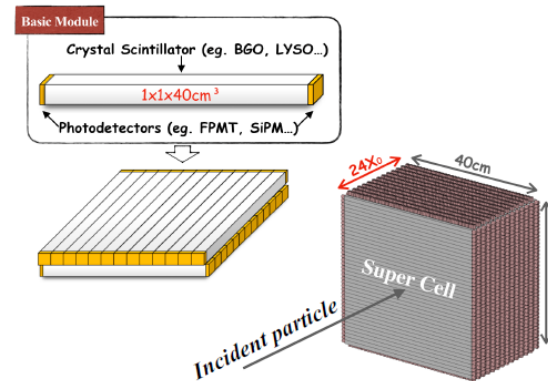 Basic Module
Crystal Scintillator (eg. BGO, LYSO…)
1x1x40cm³
Photodetectors (eg. FPMT, SiPM…)
24X₀
40cm
Super Cell
Incident particle